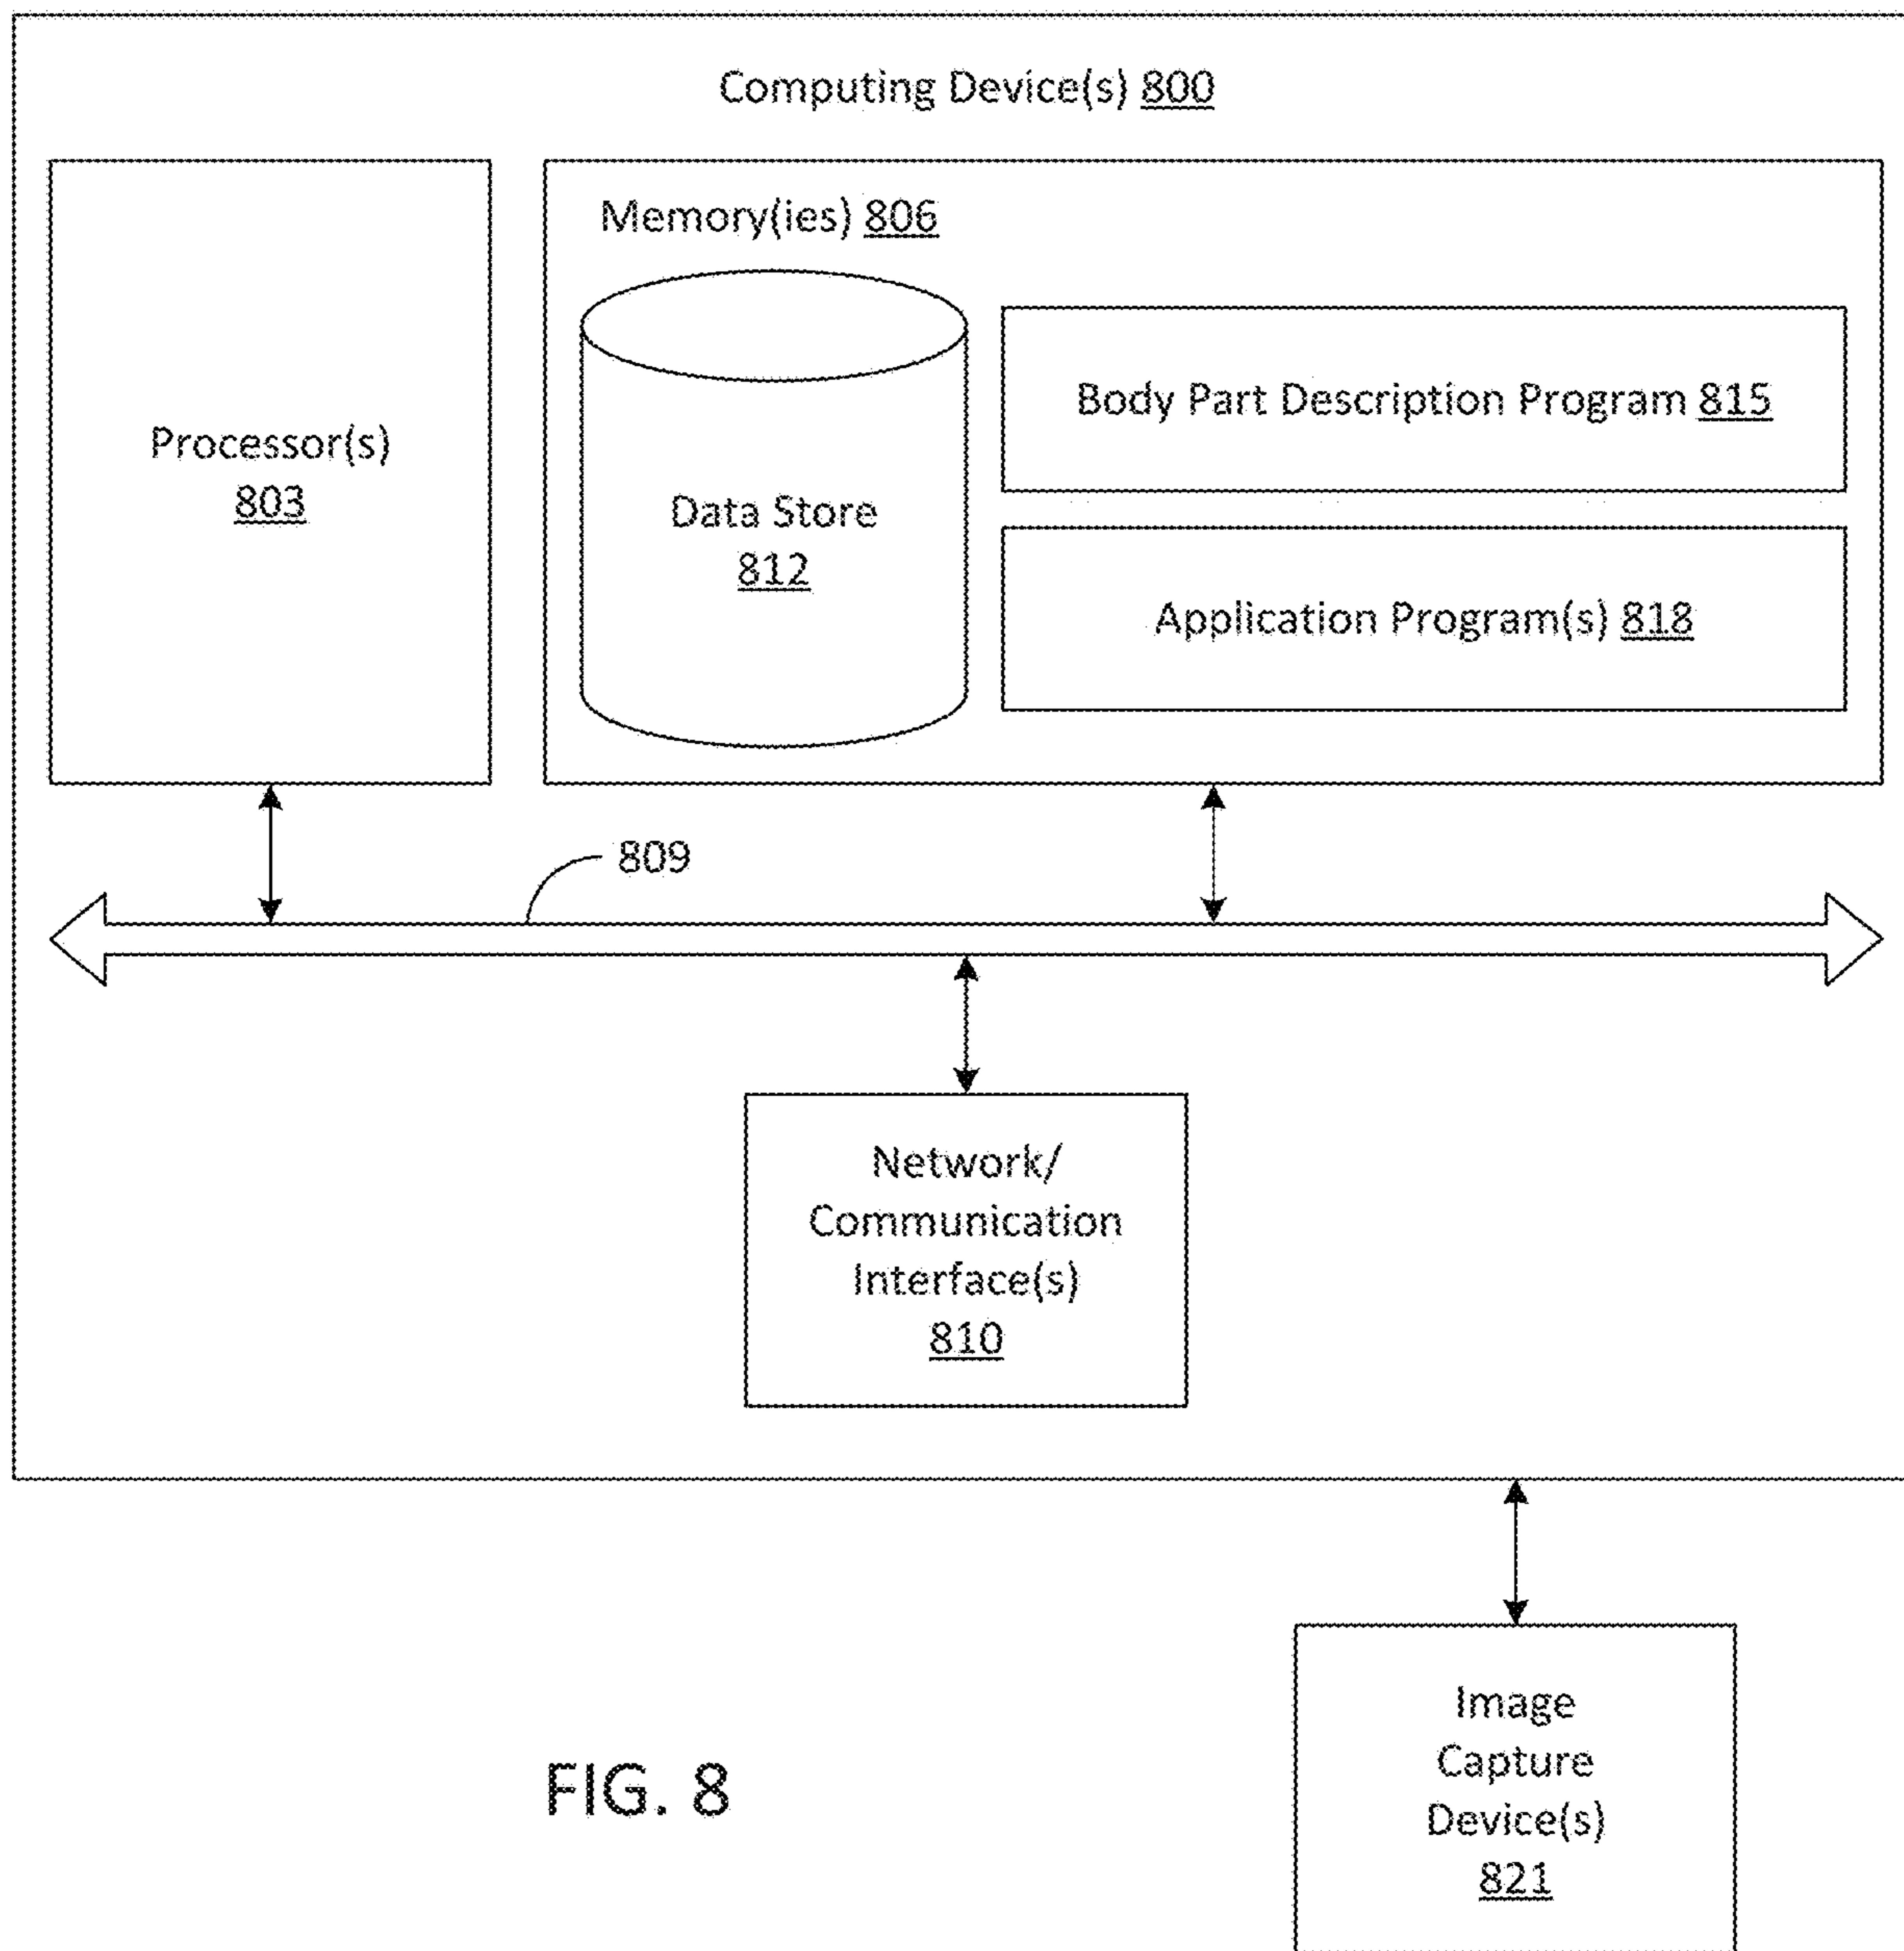 Computing Device(s) 800
Processor(s)
803
Memory(ies) 806
Data Store
812
Body Part Description Program 815
Application Program(s) 818
809
Network/
Communication
Interface(s)
810
Image
Capture
Device(s)
821
FIG. 8